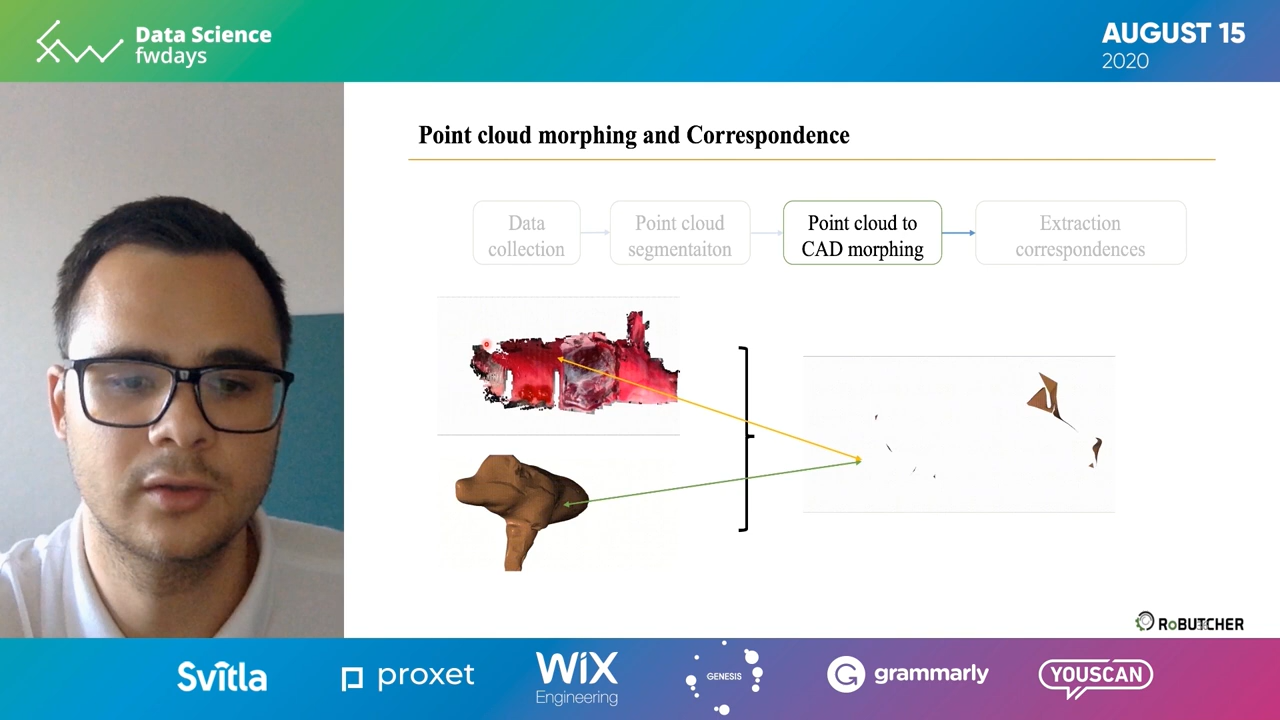 Data Science
fwdays
AUGUST 15
2020
Point cloud morphing and Correspondence
Data
collection
Point cloud
segmentaiton
Point cloud to
CAD morphing
Extraction
correspondences
RoBUTCHER
Svitla
proxet
WiX
Engineering
GENESIS
G grammarly
YOUSCAN